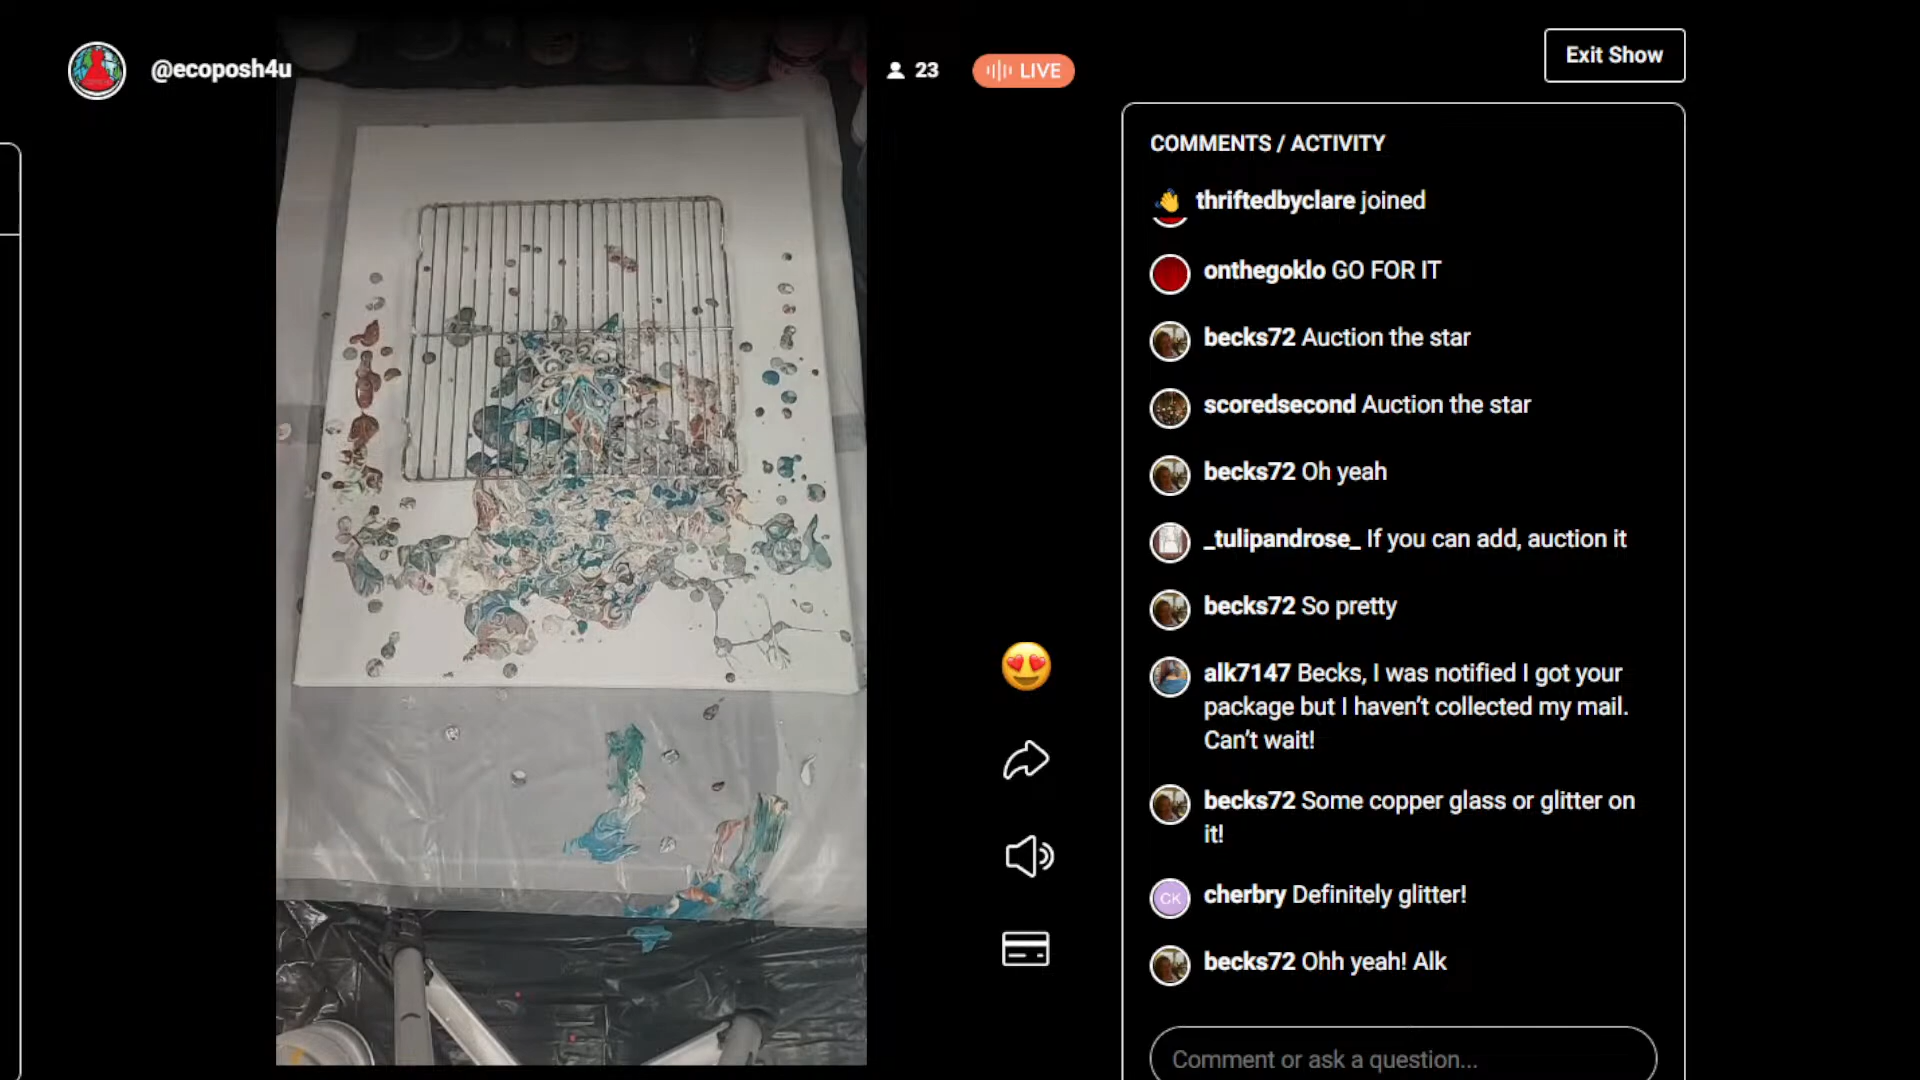 @ecoposh4u
23
LIVE
Exit Show
COMMENTS / ACTIVITY
thriftedbyclare joined
onthegoklo GO FOR IT
becks72 Auction the star
scoredsecond Auction the star
becks72 Oh yeah
_tulipandrose_ If you can add, auction it
becks72 So pretty
alk7147 Becks, I was notified I got your
package but I haven’t collected my mail.
Can’t wait!
becks72 Some copper glass or glitter on
it!
CK
cherbry Definitely glitter!
becks72 Ohh yeah! Alk
Comment or ask a question...